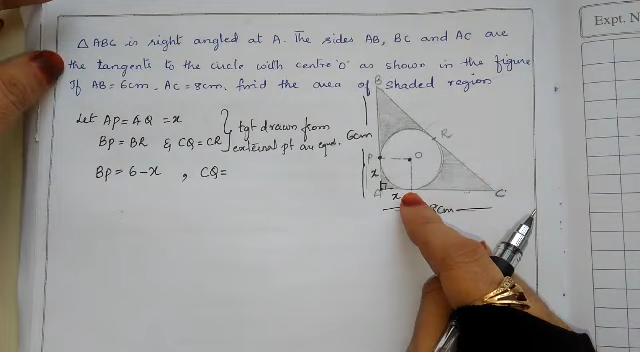 △ ABC is right angled at A. The sides AB, BC and AC are
the tangents to the circle with centre 'O' as shown in the figure
If AB = 6cm, AC = 8cm, find the area of shaded region
Let AP = AQ = x
BP = BR & CQ = CR } tgt drawn from
external pt are equal.
BP = 6-x , CQ =
B
6cm
R
P
O
x
A
x
C
8cm
Expt. N